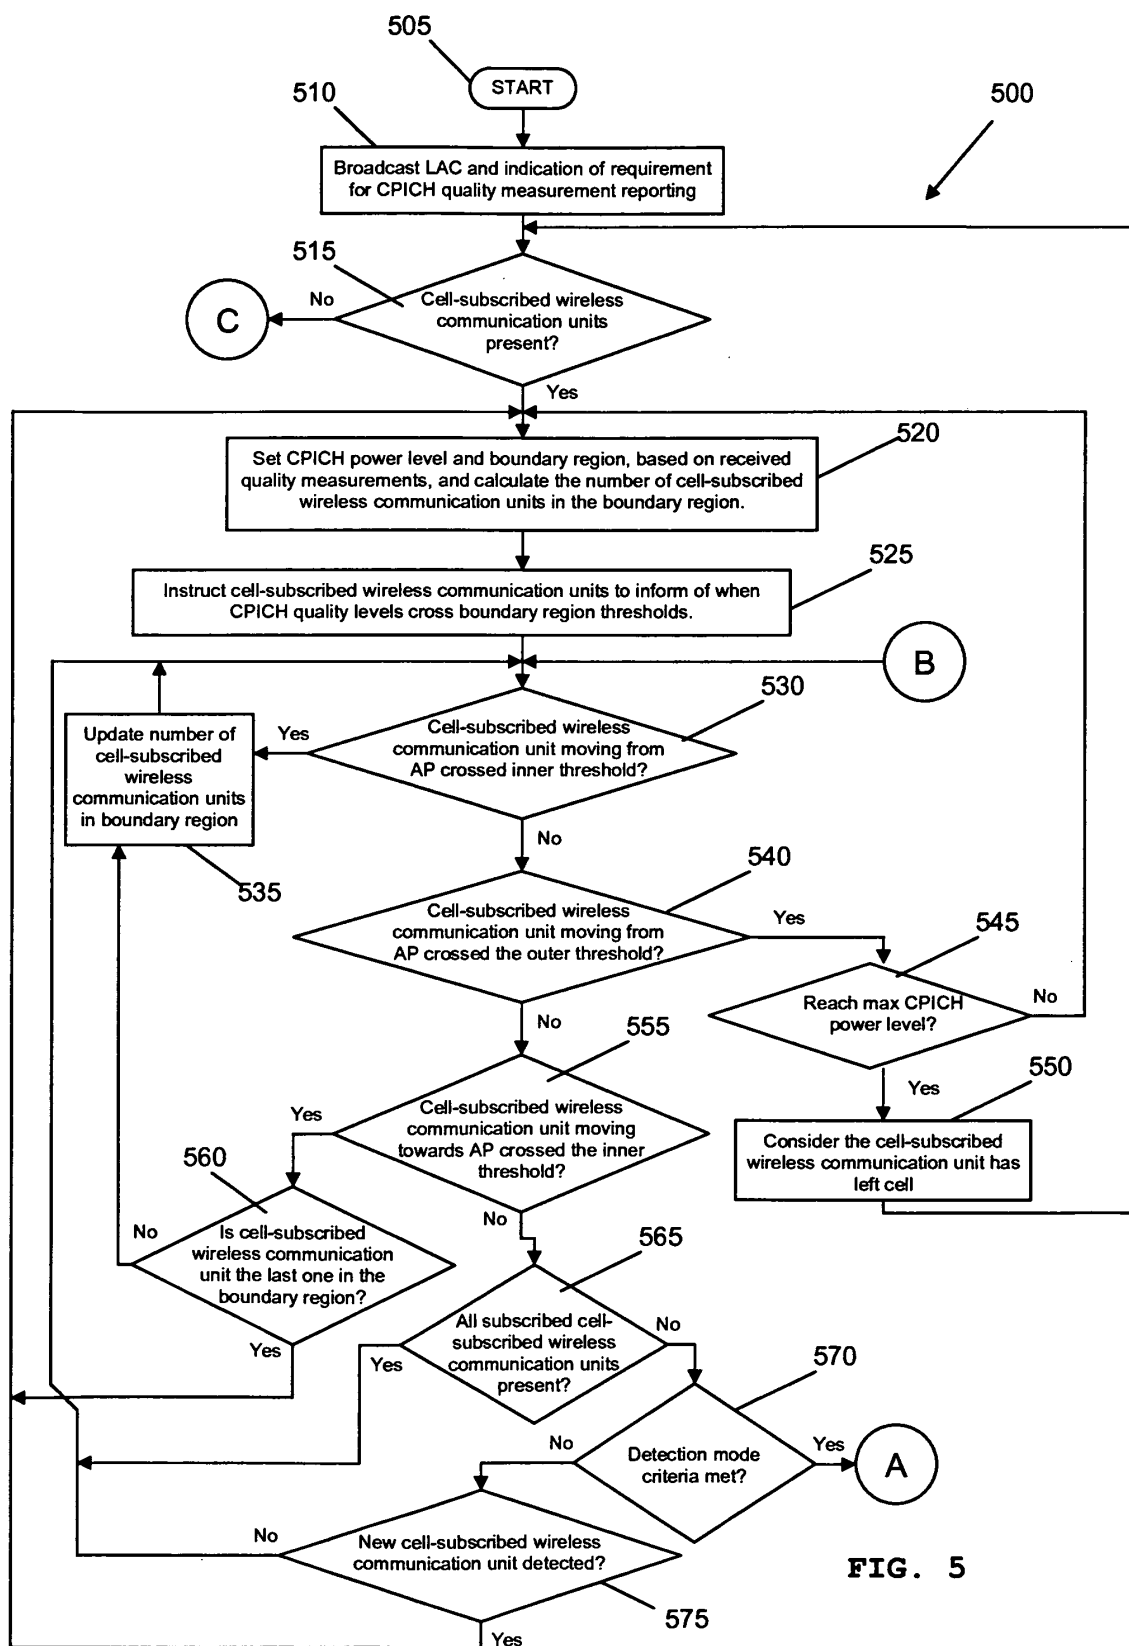 505
START
510
500
Broadcast LAC and indication of requirement
for CPICH quality measurement reporting
515
No
Cell-subscribed wireless
communication units
present?
C
Yes
520
Set CPICH power level and boundary region, based on received
quality measurements, and calculate the number of cell-subscribed
wireless communication units in the boundary region.
525
Instruct cell-subscribed wireless communication units to inform of when
CPICH quality levels cross boundary region thresholds.
B
530
Update number of
cell-subscribed
wireless
communication units
in boundary region
Yes
Cell-subscribed wireless
communication unit moving from
AP crossed inner threshold?
No
535
540
Cell-subscribed wireless
communication unit moving from
AP crossed the outer threshold?
Yes
545
Reach max CPICH
power level?
No
No
555
Yes
550
Yes
Cell-subscribed wireless
communication unit moving
towards AP crossed the inner
threshold?
Consider the cell-subscribed
wireless communication unit has
left cell
560
No
No
Is cell-subscribed
wireless communication
unit the last one in the
boundary region?
565
All subscribed cell-
subscribed wireless
communication units
present?
No
Yes
Yes
570
No
Detection mode
criteria met?
Yes
A
No
New cell-subscribed wireless
communication unit detected?
FIG. 5
575
Yes